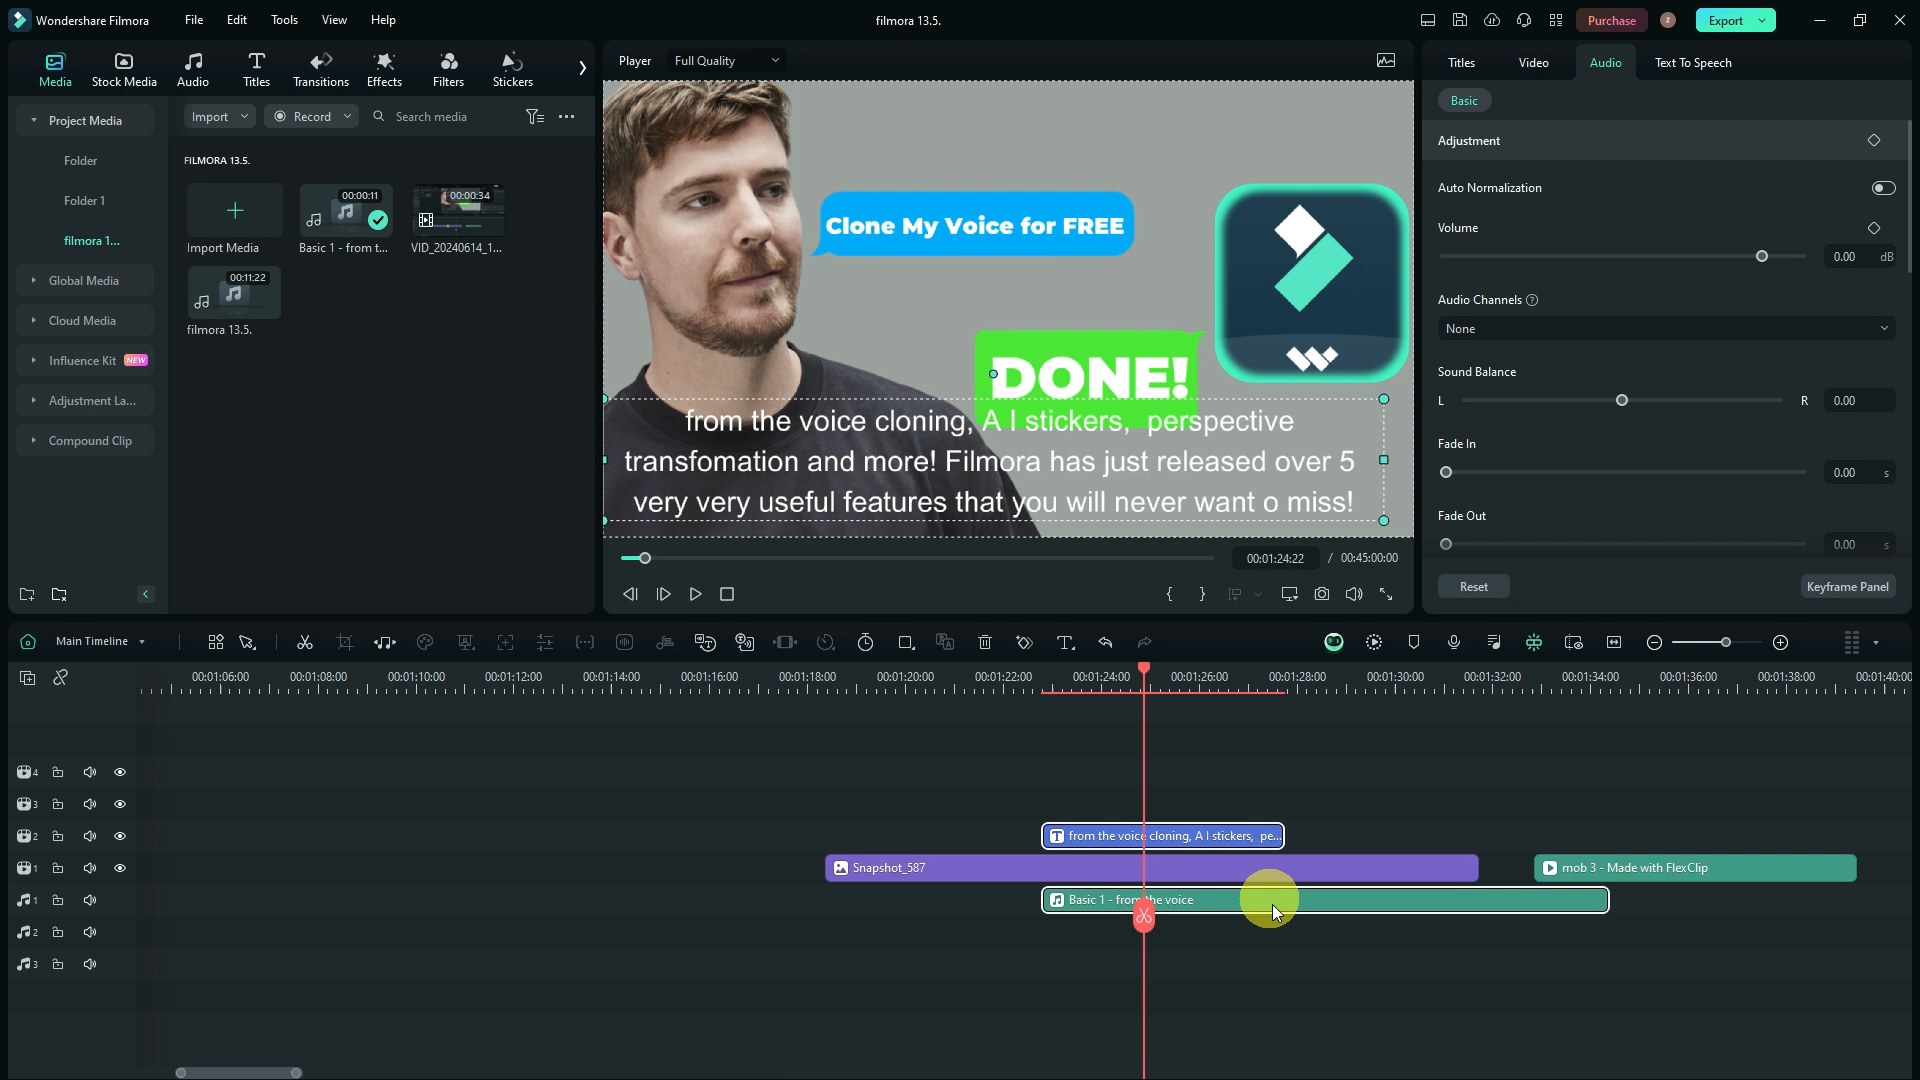 Wondershare Filmora
File
Edit
Tools
View
Help
filmora 13.5.
Purchase
z
Export
Media
Stock Media
Audio
Titles
Transitions
Effects
Filters
Stickers
Project Media
Folder
Folder 1
filmora 1...
Global Media
Cloud Media
Influence Kit NEW
Adjustment La...
Compound Clip
Import
Record
Search media
FILMORA 13.5.
Import Media
00:00:11
Basic 1 - from t...
00:00:34
VID_20240614_1...
00:11:22
filmora 13.5.
Player
Full Quality
Clone My Voice for FREE
DONE!
from the voice cloning, A I stickers,  perspective
transfomation and more! Filmora has just released over 5
very very useful features that you will never want o miss!
00:01:24:22 / 00:45:00:00
Titles
Video
Audio
Text To Speech
Basic
Adjustment
Auto Normalization
Volume
0.00 dB
Audio Channels
None
Sound Balance
L
R
0.00
Fade In
0.00 s
Fade Out
0.00 s
Reset
Keyframe Panel
Main Timeline
00:01:06:00
00:01:08:00
00:01:10:00
00:01:12:00
00:01:14:00
00:01:16:00
00:01:18:00
00:01:20:00
00:01:22:00
00:01:24:00
00:01:26:00
00:01:28:00
00:01:30:00
00:01:32:00
00:01:34:00
00:01:36:00
00:01:38:00
00:01:40:00
4
3
2
from the voice cloning, A I stickers,  pe...
1
Snapshot_587
mob 3 - Made with FlexClip
1
Basic 1 - from the voice
2
3